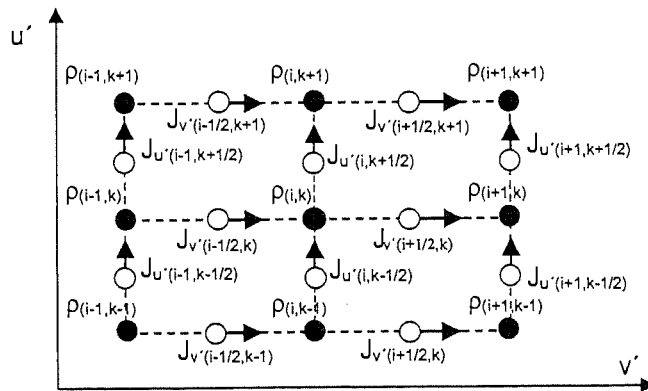 u´
ρ(i-1,k+1) ρ(i,k+1) ρ(i+1,k+1)
Jv´(i-1/2,k+1) Jv´(i+1/2,k+1)
Ju´(i-1,k+1/2) Ju´(i,k+1/2) Ju´(i+1,k+1/2)
ρ(i-1,k) ρ(i,k) ρ(i+1,k)
Jv´(i-1/2,k) Jv´(i+1/2,k)
Ju´(i-1,k-1/2) Ju´(i,k-1/2) Ju´(i+1,k-1/2)
ρ(i-1,k-1) ρ(i,k-1) ρ(i+1,k-1)
Jv´(i-1/2,k-1) Jv´(i+1/2,k)
v´